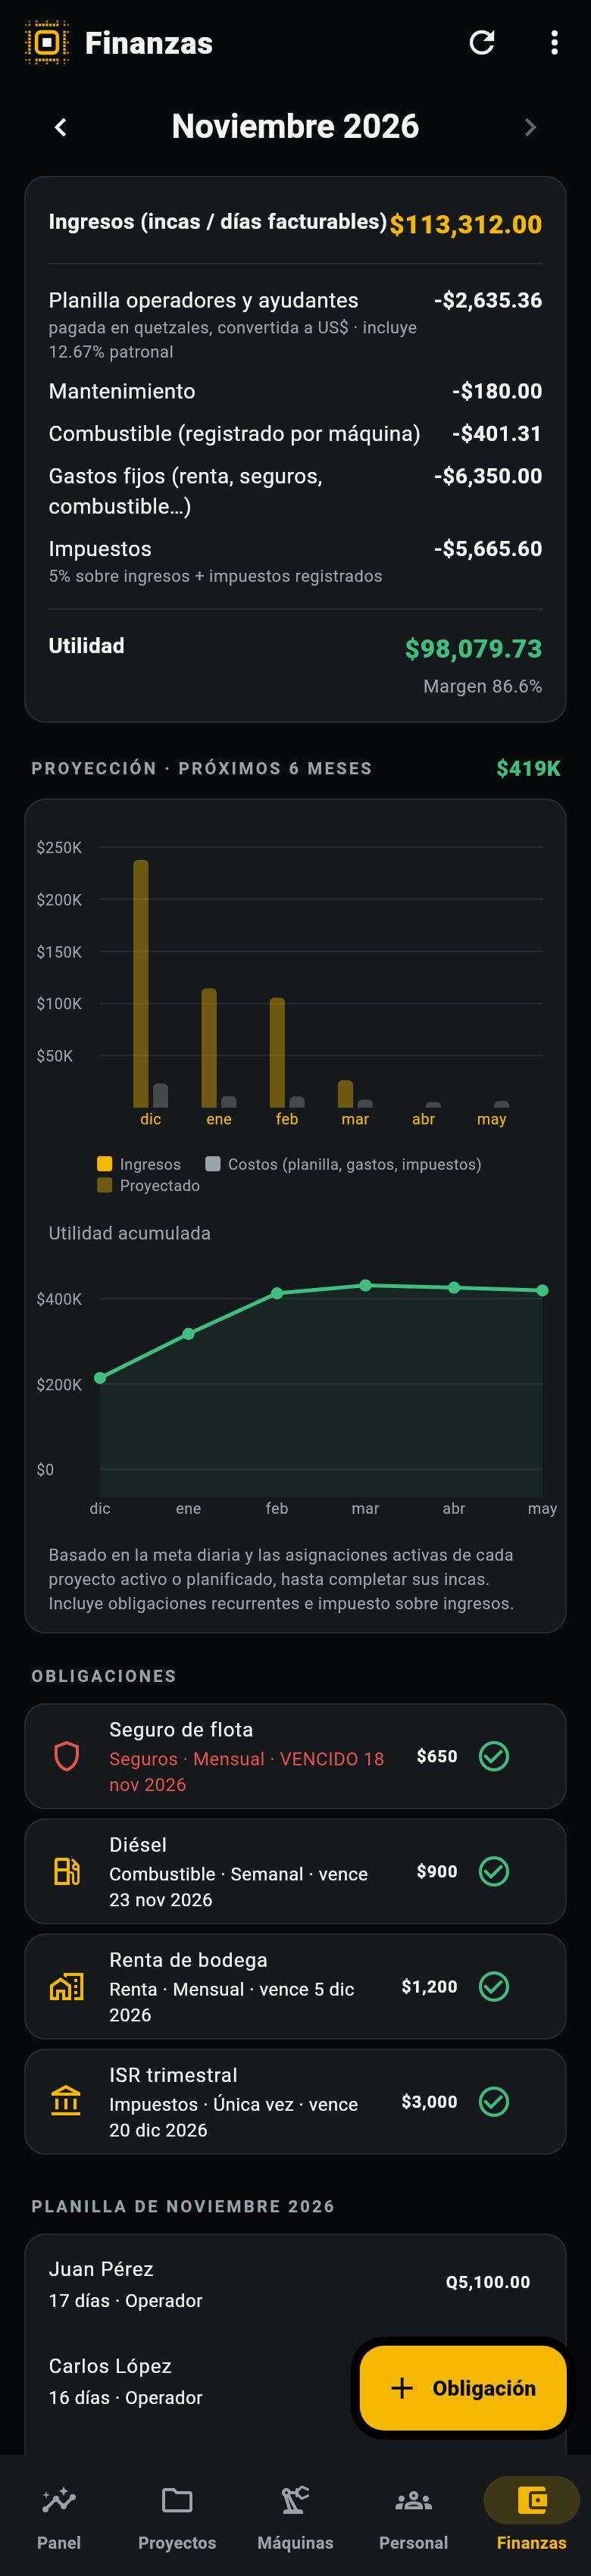 Finanzas
Noviembre 2026
Ingresos (incas / días facturables) $113,312.00
Planilla operadores y ayudantes -$2,635.36
pagada en quetzales, convertida a US$ · incluye
12.67% patronal
Mantenimiento -$180.00
Combustible (registrado por máquina) -$401.31
Gastos fijos (renta, seguros, -$6,350.00
combustible…)
Impuestos -$5,665.60
5% sobre ingresos + impuestos registrados
Utilidad $98,079.73
Margen 86.6%
PROYECCIÓN · PRÓXIMOS 6 MESES $419K
$250K
$200K
$150K
$100K
$50K
dic ene feb mar abr may
Ingresos Costos (planilla, gastos, impuestos)
Proyectado
Utilidad acumulada
$400K
$200K
$0
dic ene feb mar abr may
Basado en la meta diaria y las asignaciones activas de cada
proyecto activo o planificado, hasta completar sus incas.
Incluye obligaciones recurrentes e impuesto sobre ingresos.
OBLIGACIONES
Seguro de flota
Seguros · Mensual · VENCIDO 18 $650
nov 2026
Diésel
Combustible · Semanal · vence $900
23 nov 2026
Renta de bodega
Renta · Mensual · vence 5 dic $1,200
2026
ISR trimestral
Impuestos · Única vez · vence $3,000
20 dic 2026
PLANILLA DE NOVIEMBRE 2026
Juan Pérez Q5,100.00
17 días · Operador
Carlos López
16 días · Operador
Obligación
Panel Proyectos Máquinas Personal Finanzas